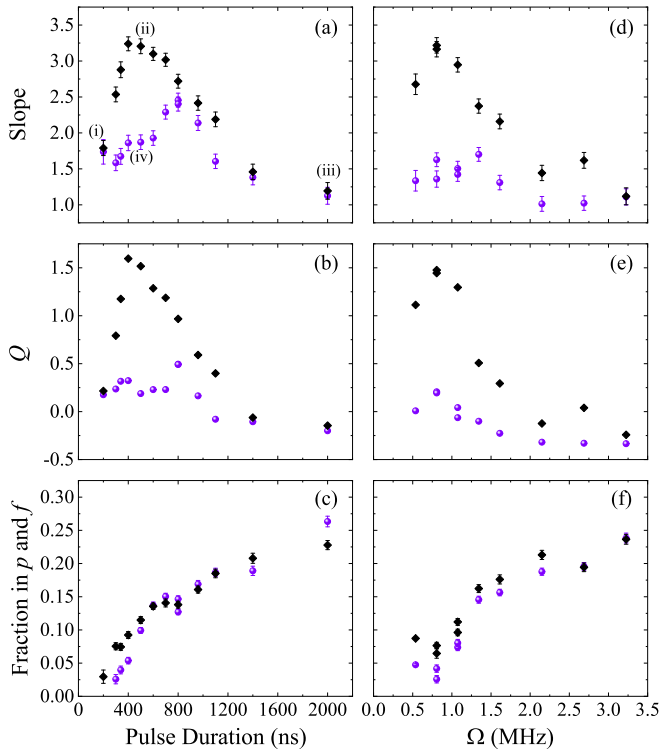 3.5
3.0
2.5
2.0
1.5
1.0
Slope
(i)
(ii)
(iii)
(iv)
(a)
(d)
1.5
1.0
0.5
0.0
-0.5
Q
(b)
(e)
0.30
0.25
0.20
0.15
0.10
0.05
0.00
Fraction in p and f
(c)
(f)
0 400 800 1200 1600 2000
0.0 0.5 1.0 1.5 2.0 2.5 3.0 3.5
Pulse Duration (ns)
Ω (MHz)